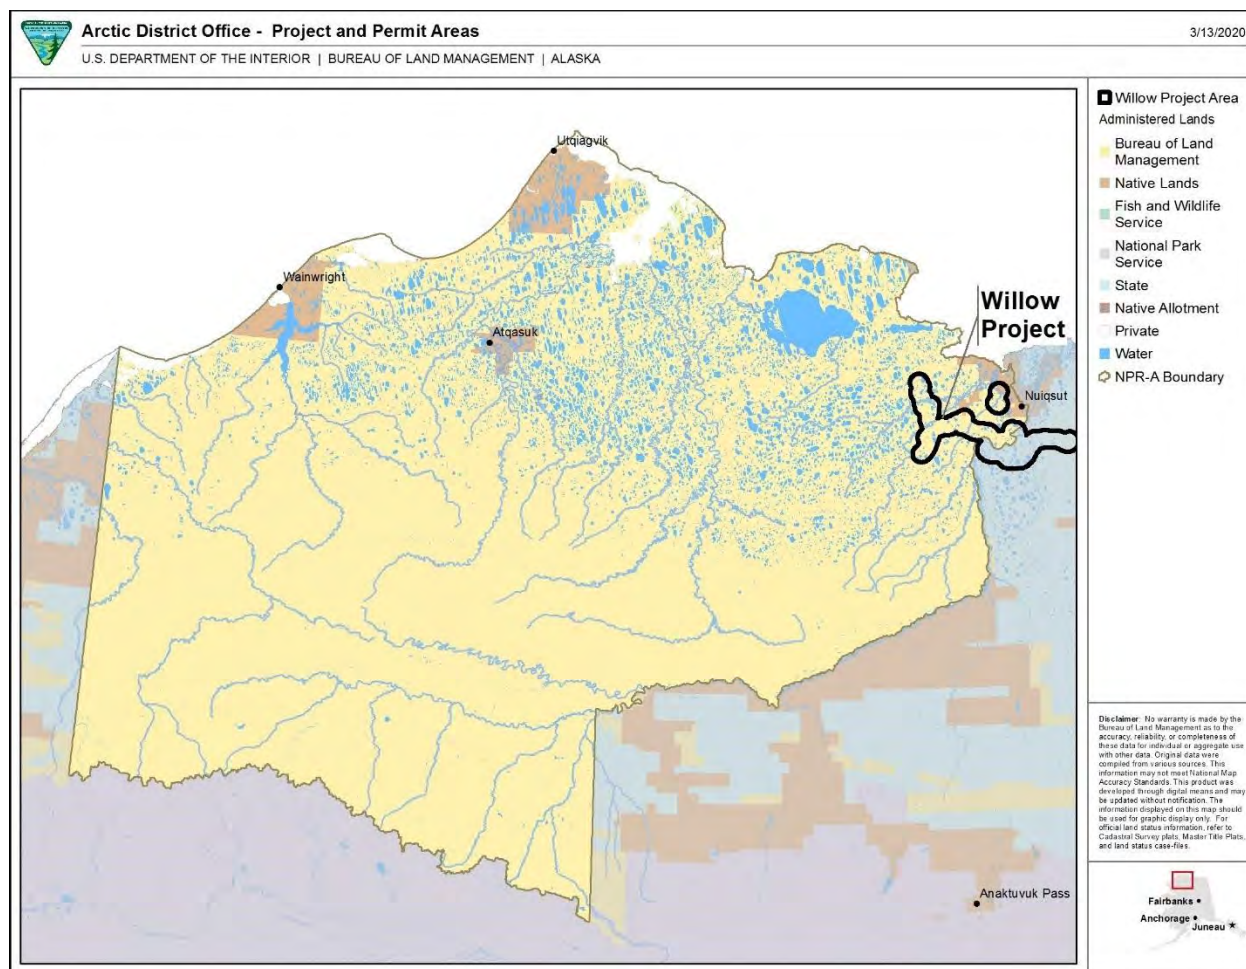 Arctic District Office - Project and Permit Areas
3/13/2020
U.S. DEPARTMENT OF THE INTERIOR | BUREAU OF LAND MANAGEMENT | ALASKA
Utqiagvik
Wainwright
Atqasuk
Willow
Project
Nuiqsut
Anaktuvuk Pass
Willow Project Area
Administered Lands
Bureau of Land
Management
Native Lands
Fish and Wildlife
Service
National Park
Service
State
Native Allotment
Private
Water
NPR-A Boundary
Disclaimer: No warranty is made by the
Bureau of Land Management as to the
accuracy, reliability, or completeness of
these data for individual or aggregate use
with other data. Original data were
compiled from various sources. This
information may not meet National Map
Accuracy Standards. This product was
developed through digital means and may
be updated without notification. The
information displayed on this map should
be used for graphic display only. For
official land status information, refer to
Cadastral Survey plats, Master Title Plats,
and land status case-files.
Fairbanks
Anchorage
Juneau